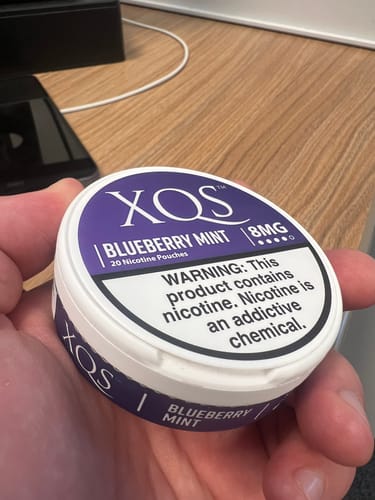 XQS™
BLUEBERRY MINT
20 Nicotine Pouches
8MG
WARNING: This
product contains
nicotine. Nicotine is
an addictive
chemical.
XQS
BLUEBERRY
MINT